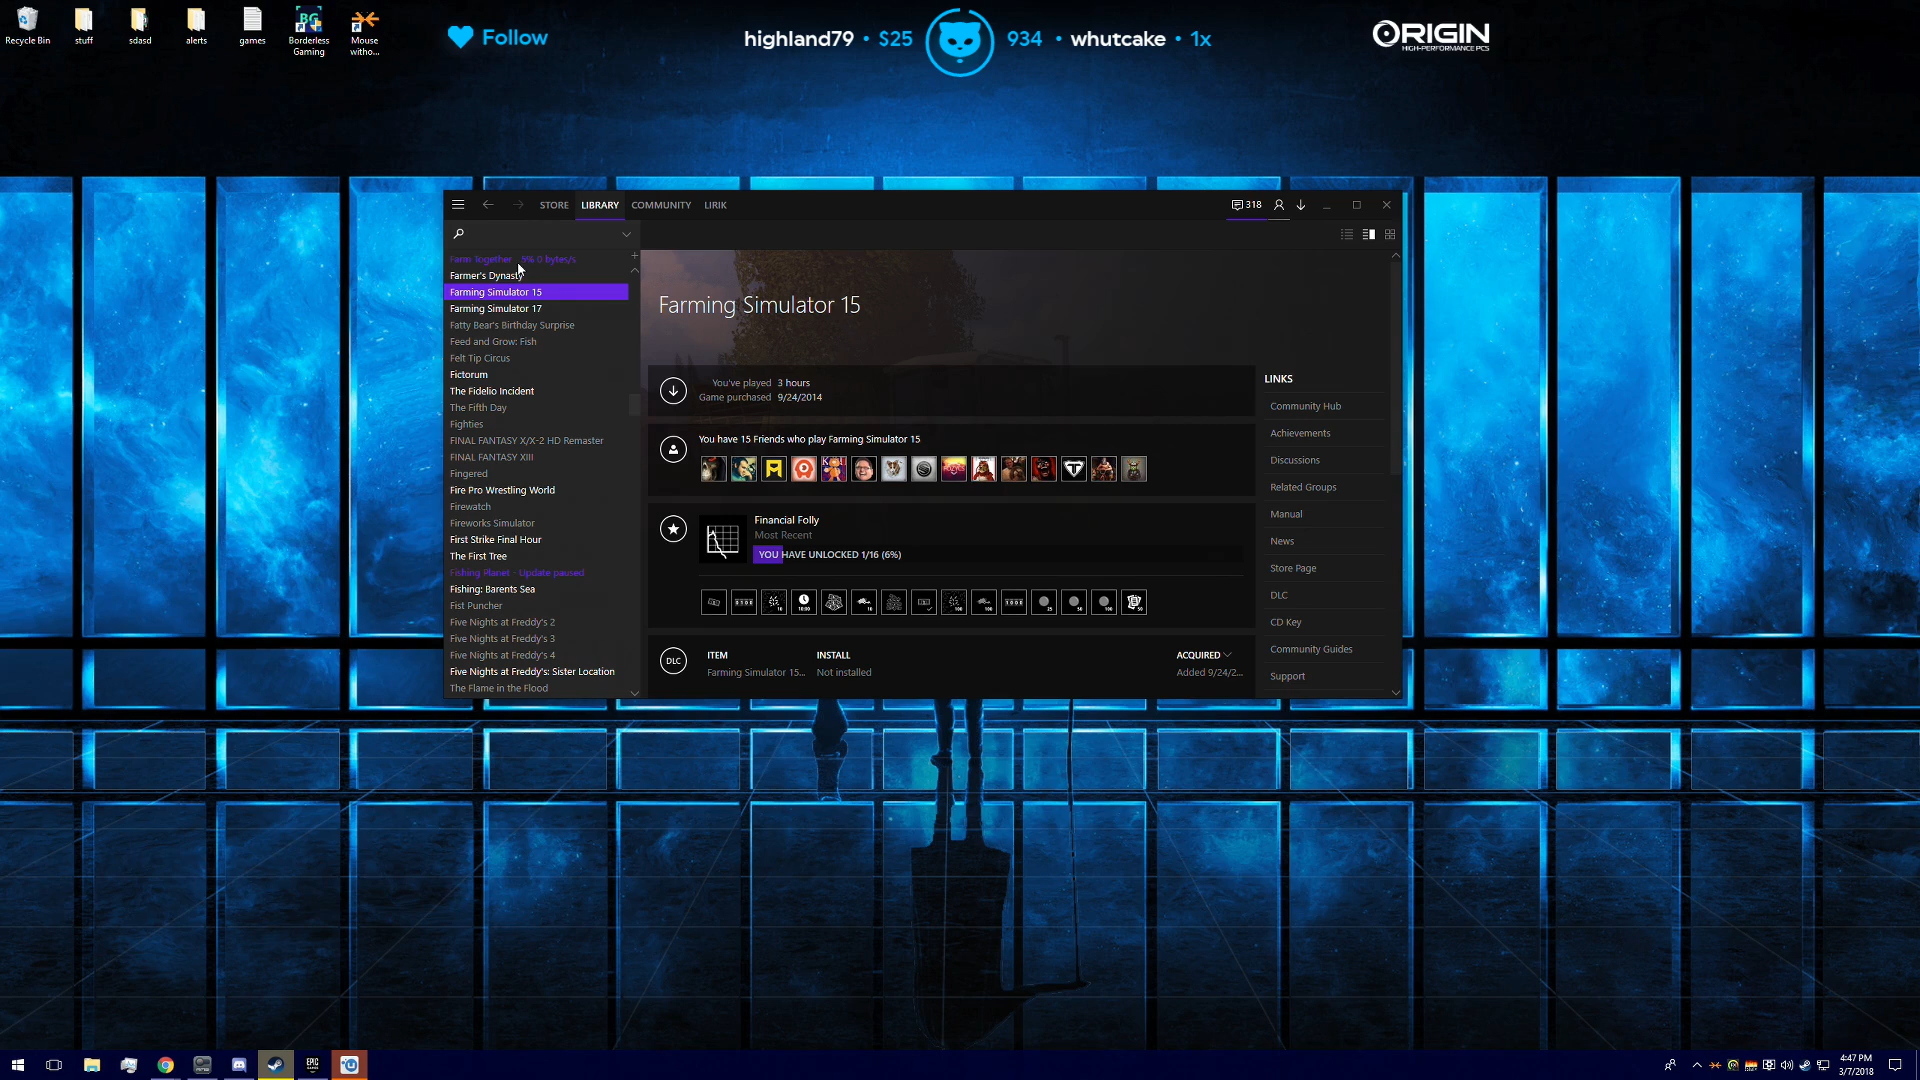 Recycle Bin
stuff
sdasd
alerts
games
Borderless
Gaming
Mouse
witho...
Follow
highland79 • $25
934 • whutcake • 1x
ORIGIN
HIGH-PERFORMANCE PCS
STORE
LIBRARY
COMMUNITY
LIRIK
318
Farm Together - 5% 0 bytes/s
Farmer's Dynasty
Farming Simulator 15
Farming Simulator 17
Fatty Bear's Birthday Surprise
Feed and Grow: Fish
Felt Tip Circus
Fictorum
The Fidelio Incident
The Fifth Day
Fighties
FINAL FANTASY X/X-2 HD Remaster
FINAL FANTASY XIII
Fingered
Fire Pro Wrestling World
Firewatch
Fireworks Simulator
First Strike Final Hour
The First Tree
Fishing Planet - Update paused
Fishing: Barents Sea
Fist Puncher
Five Nights at Freddy's 2
Five Nights at Freddy's 3
Five Nights at Freddy's 4
Five Nights at Freddy's: Sister Location
The Flame in the Flood
Farming Simulator 15
You've played 3 hours
Game purchased 9/24/2014
You have 15 Friends who play Farming Simulator 15
Financial Folly
Most Recent
YOU HAVE UNLOCKED 1/16 (6%)
DLC
ITEM
INSTALL
ACQUIRED
Farming Simulator 15...
Not installed
Added 9/24/2...
LINKS
Community Hub
Achievements
Discussions
Related Groups
Manual
News
Store Page
DLC
CD Key
Community Guides
Support
EPIC
GAMES
4:47 PM
3/7/2018